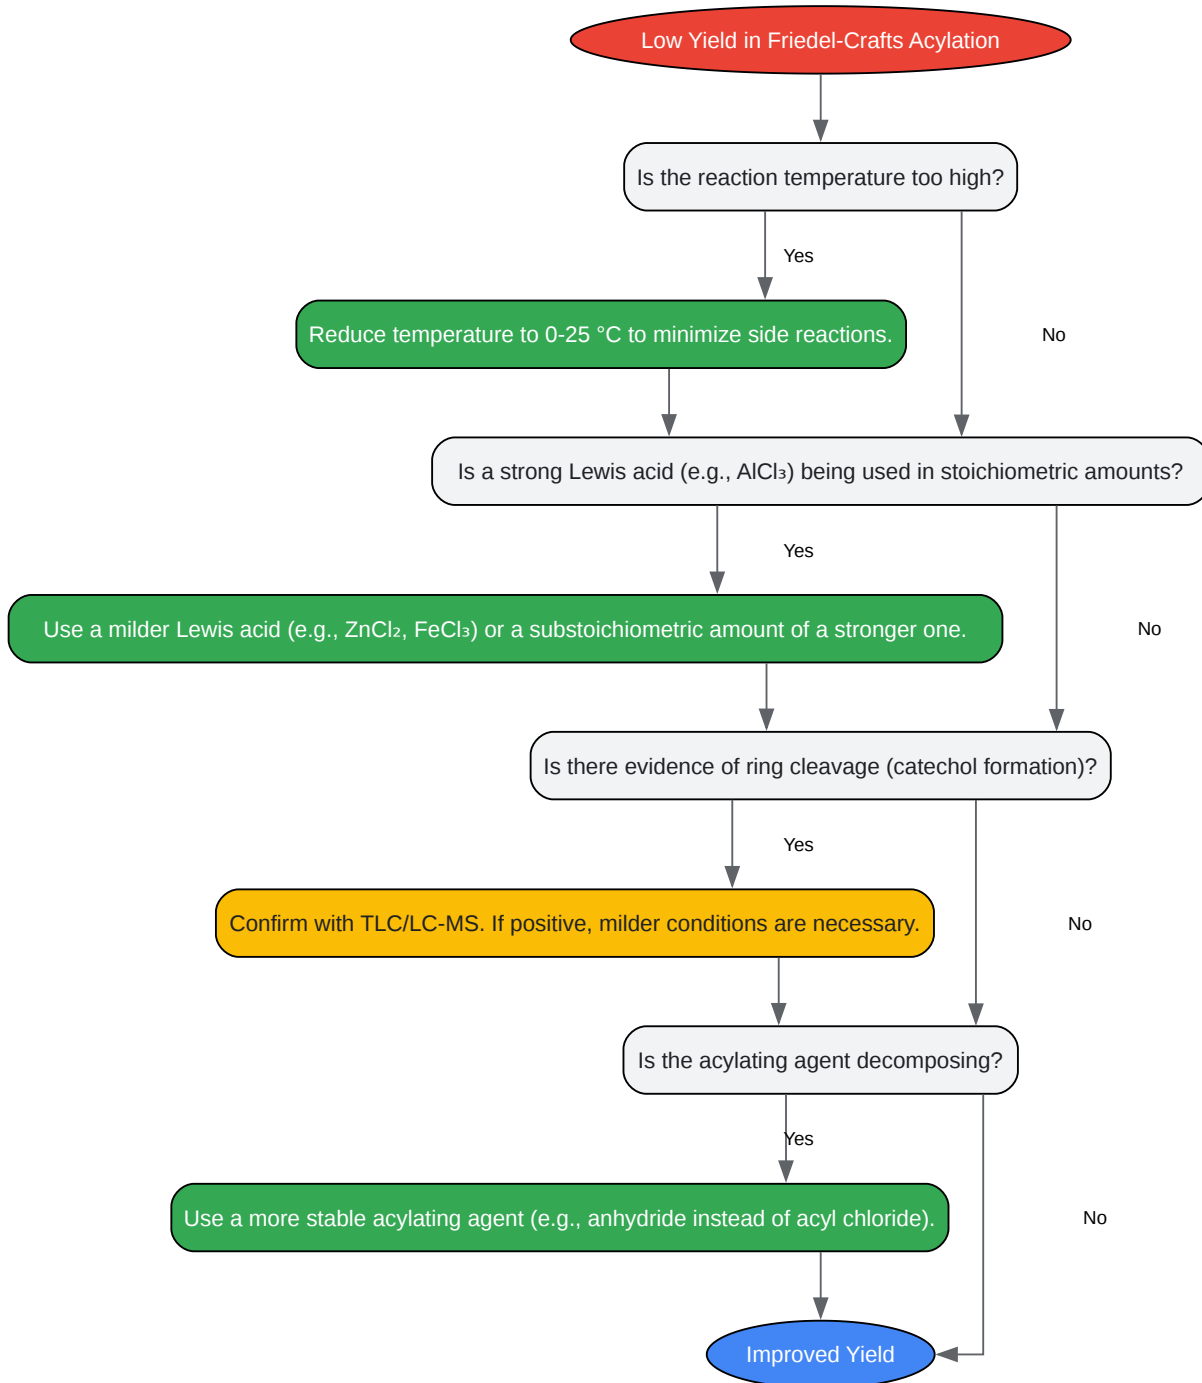 Low Yield in Friedel-Crafts Acylation
Is the reaction temperature too high?
Yes
Reduce temperature to 0-25 °C to minimize side reactions.
No
Is a strong Lewis acid (e.g., AlCl₃) being used in stoichiometric amounts?
Yes
Use a milder Lewis acid (e.g., ZnCl₂, FeCl₃) or a substoichiometric amount of a stronger one.
No
Is there evidence of ring cleavage (catechol formation)?
Yes
Confirm with TLC/LC-MS. If positive, milder conditions are necessary.
No
Is the acylating agent decomposing?
Yes
Use a more stable acylating agent (e.g., anhydride instead of acyl chloride).
No
Improved Yield